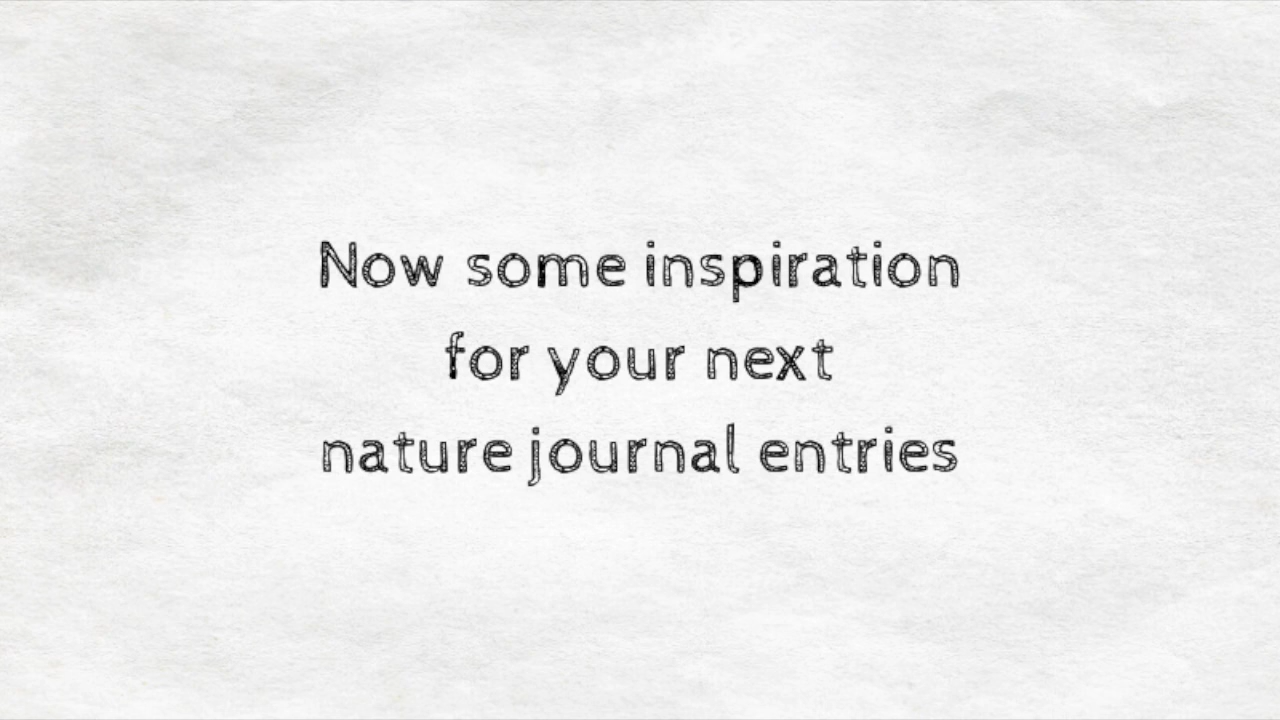 Now some inspiration
for your next
nature journal entries